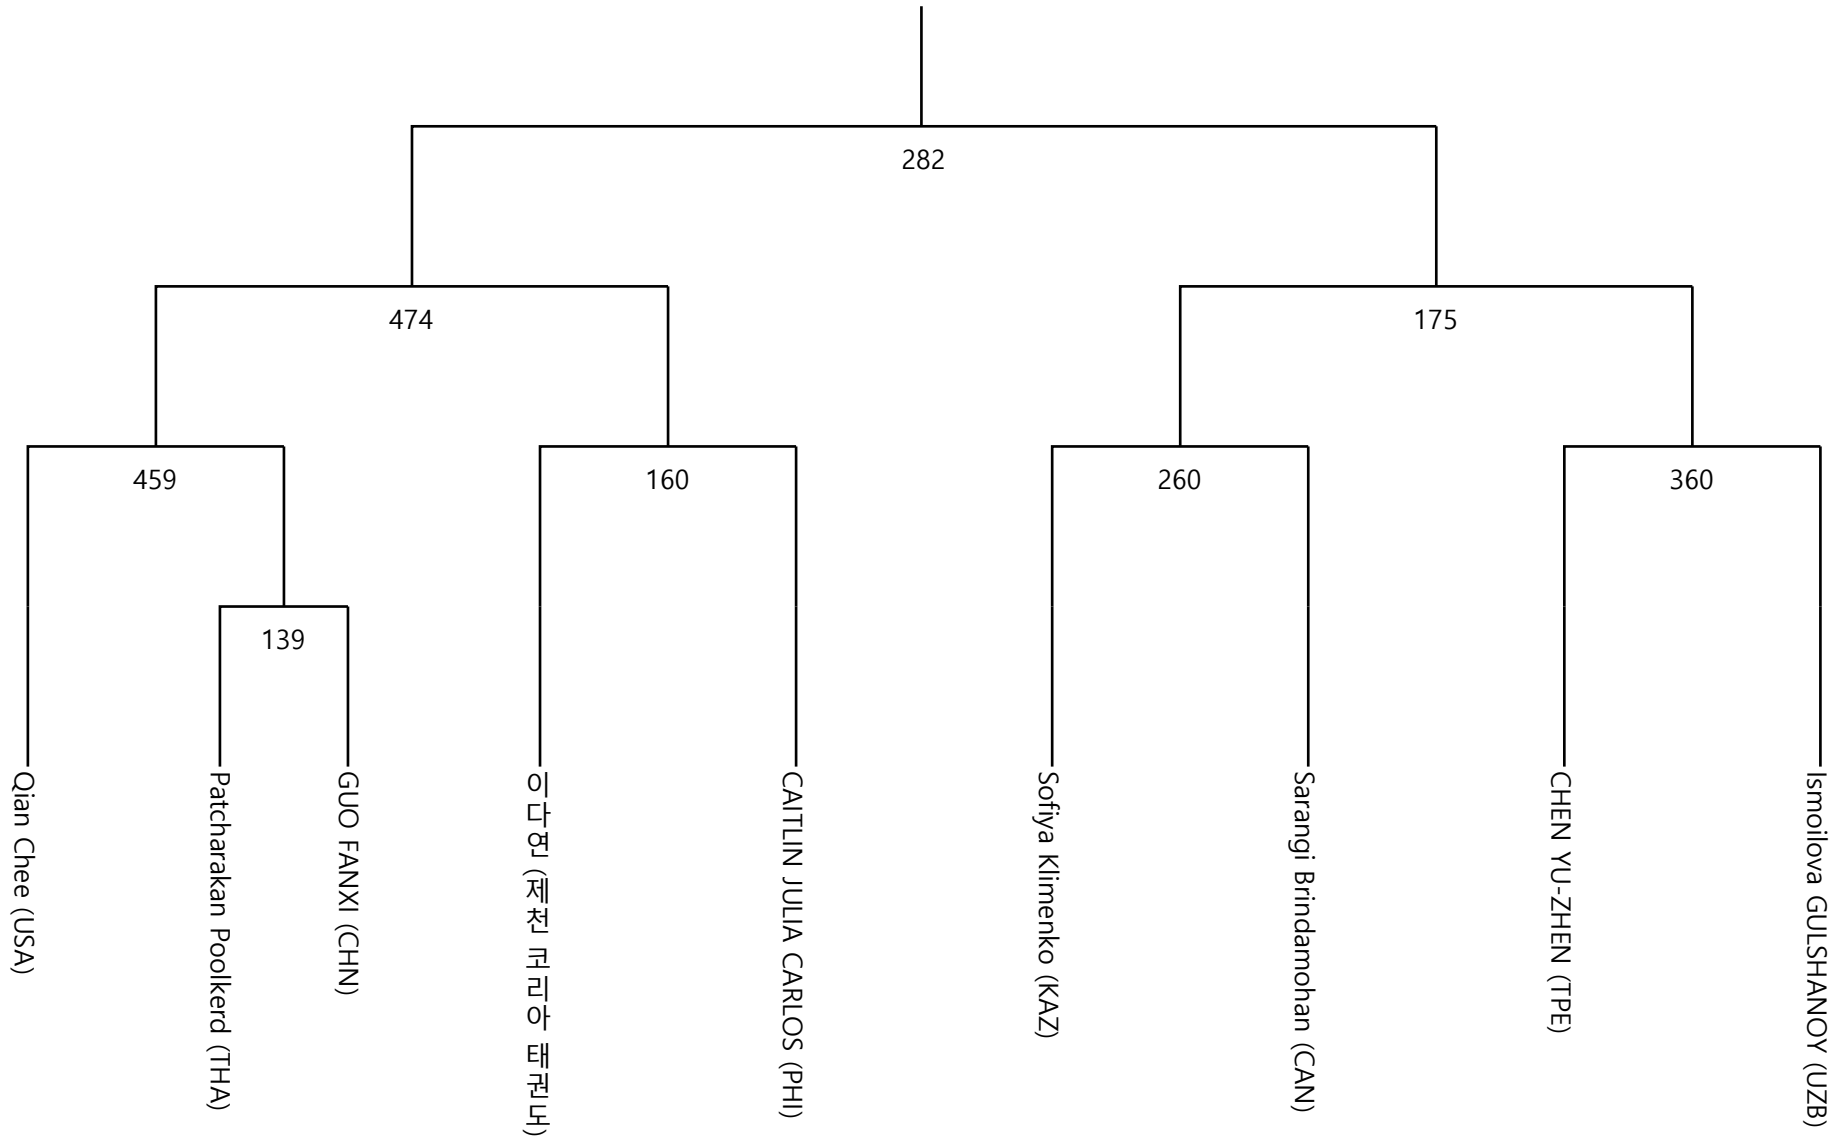 282
474
175
459
160
260
360
139
Qian Chee (USA)
Patcharakan Poolkerd (THA)
GUO FANXI (CHN)
이다연 (제천 코리아 태권도)
CAITLIN JULIA CARLOS (PHI)
Sofiya Klimenko (KAZ)
Sarangi Brindamohan (CAN)
CHEN YU-ZHEN (TPE)
Ismoilova GULSHANOY (UZB)